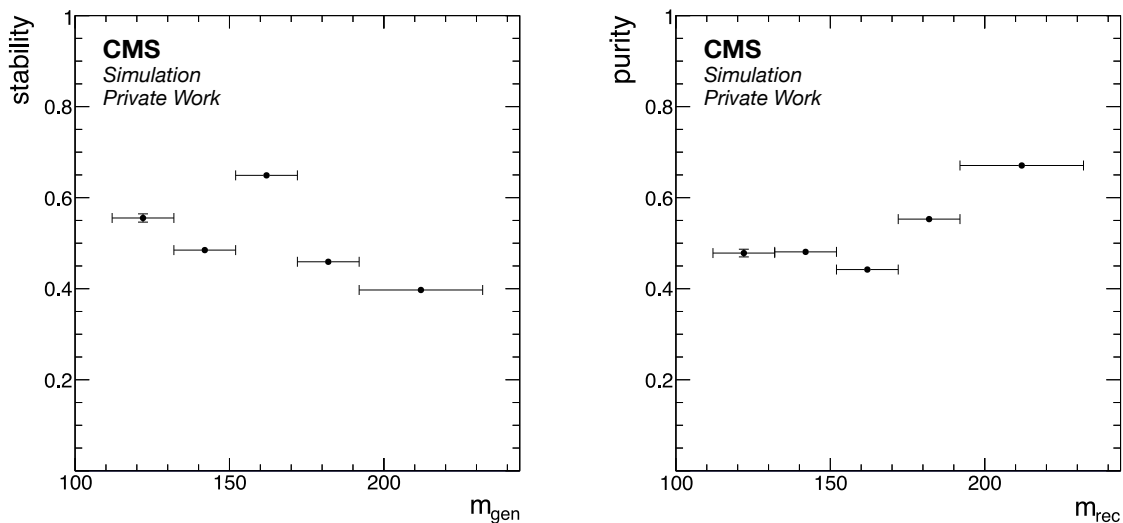 stability
1
CMS
Simulation
Private Work
0.8
0.6
0.4
0.2
100
150
200
m_gen
purity
1
CMS
Simulation
Private Work
0.8
0.6
0.4
0.2
100
150
200
m_rec